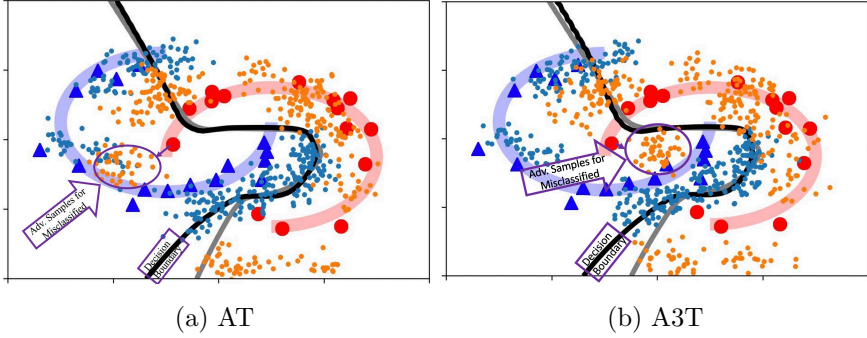 Adv. Samples for
Misclassified
Decision
Boundary
Adv. Samples for
Misclassified
Decision
Boundary
(a) AT
(b) A3T